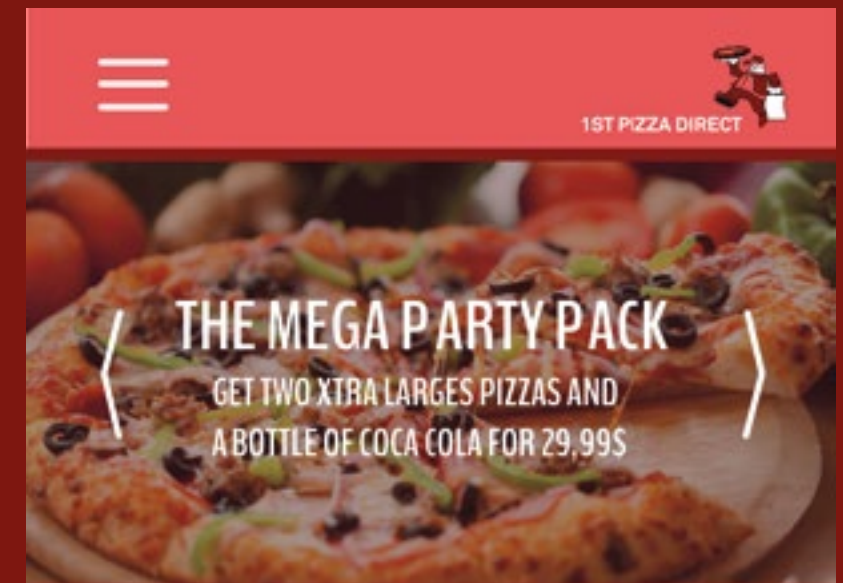 1ST PIZZA DIRECT
THE MEGA PARTY PACK
GET TWO XTRA LARGES PIZZAS AND
A BOTTLE OF COCA COLA FOR 29,99$